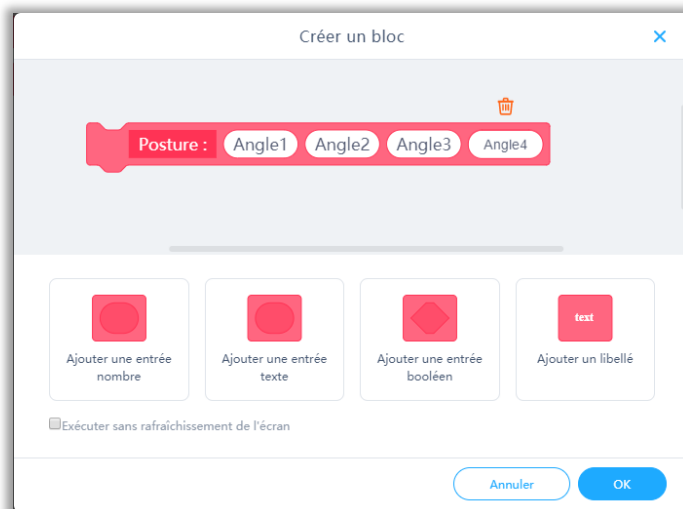 Créer un bloc
Posture : Angle1 Angle2 Angle3 Angle4
text
Ajouter une entrée
nombre
Ajouter une entrée
texte
Ajouter une entrée
booléen
Ajouter un libellé
Exécuter sans rafraîchissement de l'écran
Annuler
OK